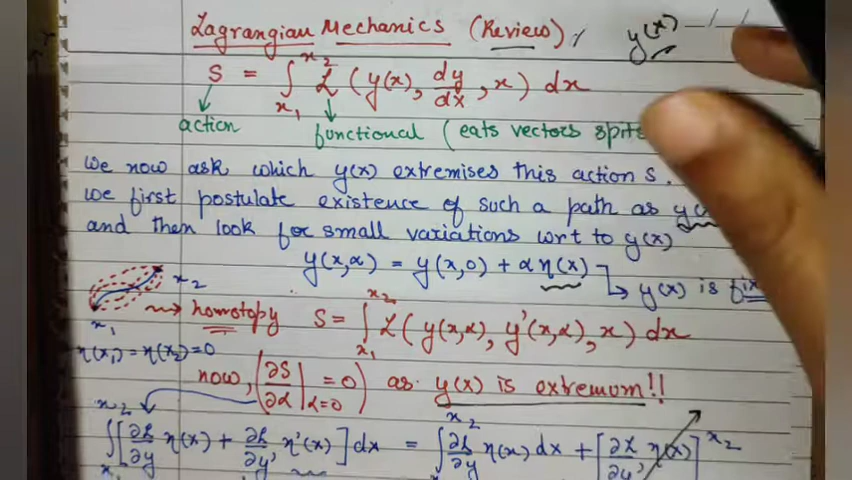 Lagrangian Mechanics (Review) y(x)
S = ∫_{x₁}^{x₂} ℒ (y(x), dy/dx, x) dx
action functional (eats vectors spits
We now ask which y(x) extremises this action S.
we first postulate existence of such a path as
and then look for small variations wrt to y(x)
y(x,α) = y(x,0) + α η(x) ↳ y(x) is
x₂
x₁
⇝ homotopy S = ∫_{x₁}^{x₂} ℒ (y(x,α), y'(x,α), x) dx
η(x₁) = η(x₂) = 0
now, (∂S/∂α |_{α=0} = 0) as y(x) is extremum!!
∫^{x₂} [∂ℒ/∂y η(x) + ∂ℒ/∂y' η'(x)] dx = ∫^{x₂} ∂ℒ/∂y η(x) dx + [∂ℒ/∂y' η(x)]^{x₂}